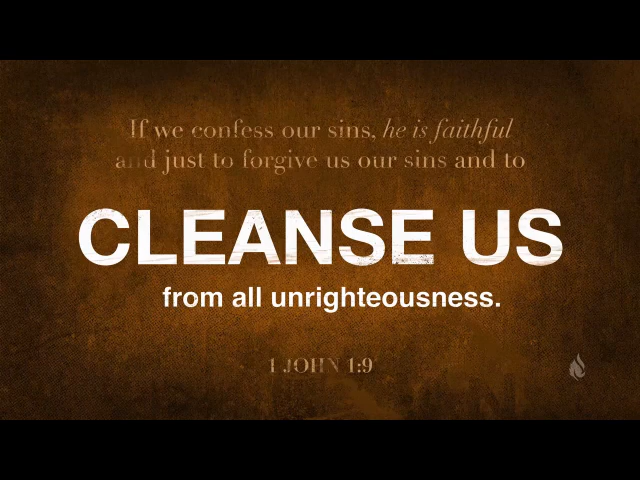 If we confess our sins, he is faithful
and just to forgive us our sins and to
CLEANSE US
from all unrighteousness.
1 JOHN 1:9